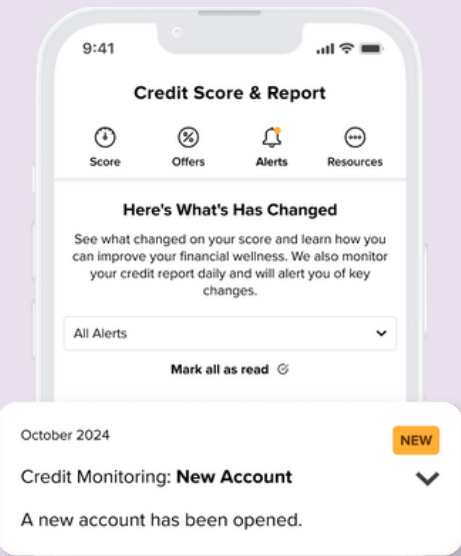 9:41
Credit Score & Report
Score Offers Alerts Resources
Here's What's Has Changed
See what changed on your score and learn how you
can improve your financial wellness. We also monitor
your credit report daily and will alert you of key
changes.
All Alerts
Mark all as read
October 2024
NEW
Credit Monitoring: New Account
A new account has been opened.